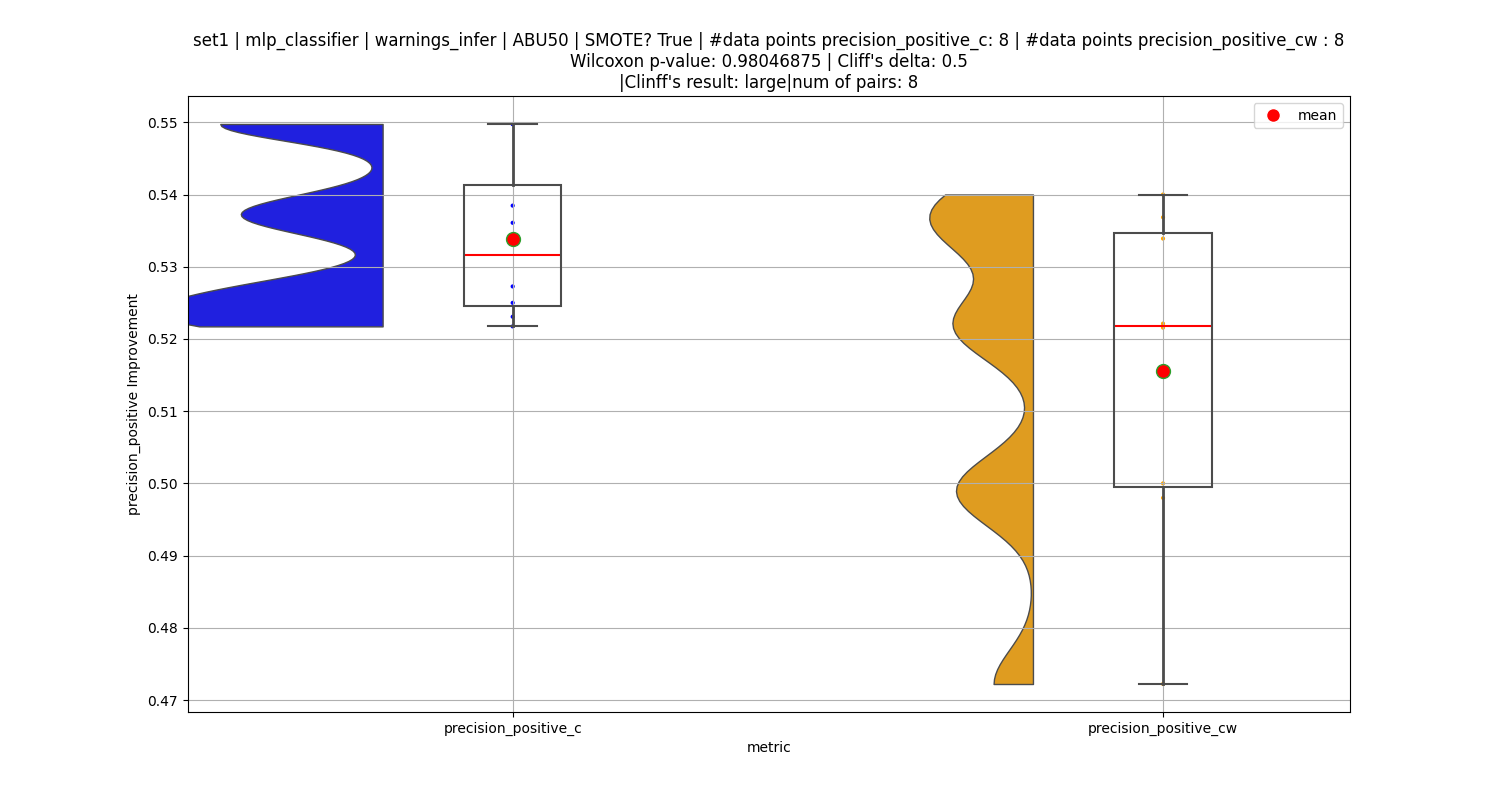 set1 | mlp_classifier | warnings_infer | ABU50 | SMOTE? True | #data points precision_positive_c: 8 | #data points precision_positive_cw : 8
Wilcoxon p-value: 0.98046875 | Cliff's delta: 0.5
|Clinff's result: large|num of pairs: 8
mean
0.55
0.54
0.53
0.52
0.51
0.50
0.49
0.48
0.47
precision_positive Improvement
precision_positive_c
precision_positive_cw
metric